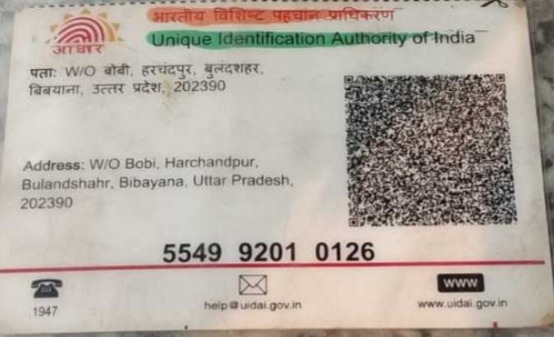 भारतीय विशिष्ट पहचान प्राधिकरण
Unique Identification Authority of India
आधार
पता: W/O बोबी, हरचंदपुर, बुलंदशहर,
बिबयाना, उत्तर प्रदेश, 202390
Address: W/O Bobi, Harchandpur,
Bulandshahr, Bibayana, Uttar Pradesh,
202390
5549 9201 0126
1947
help@uidai.gov.in
www
www.uidai.gov.in